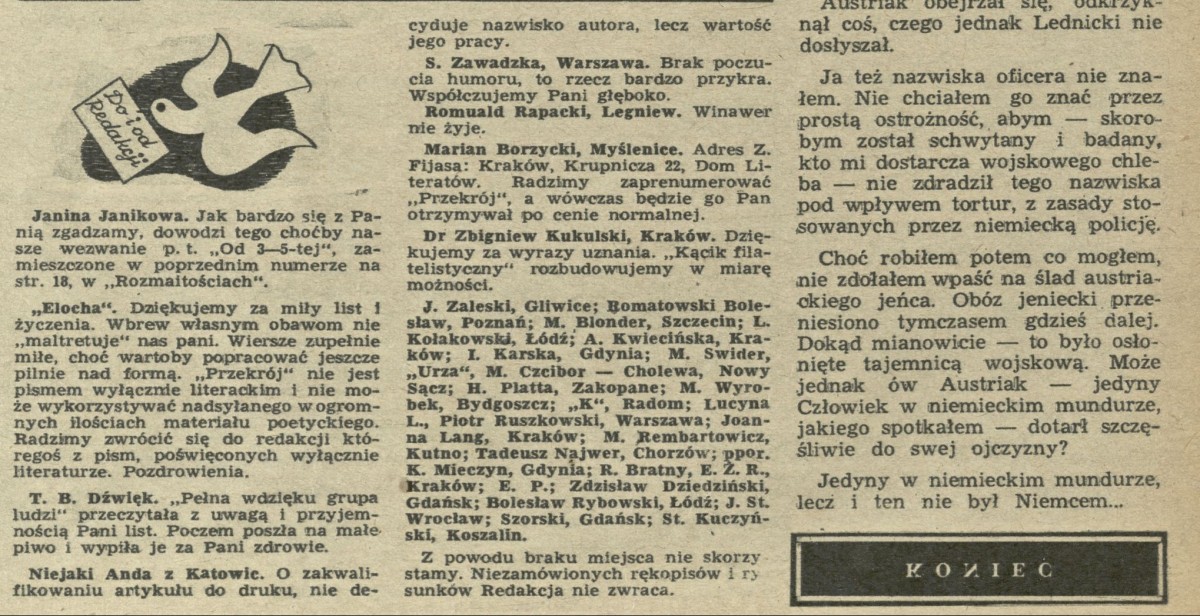 Do i od
Redakcji
Janina Janikowa. Jak bardzo się z Pa-
nią zgadzamy, dowodzi tego choćby na-
sze wezwanie p. t. „Od 3—5-tej“, za-
mieszczone w poprzednim numerze na
str. 18, w „Rozmaitościach“.
„Elocha“. Dziękujemy za miły list i
życzenia. Wbrew własnym obawom nie
„maltretuje“ nas pani. Wiersze zupełnie
miłe, choć wartoby popracować jeszcze
pilnie nad formą. „Przekrój“ nie jest
pismem wyłącznie literackim i nie mo-
że wykorzystywać nadsyłanego w ogrom-
nych ilościach materiału poetyckiego.
Radzimy zwrócić się do redakcji któ-
regoś z pism, poświęconych wyłącznie
literaturze. Pozdrowienia.
T. B. Dźwięk. „Pełna wdzięku grupa
ludzi“ przeczytała z uwagą i przyjem-
nością Pani list. Poczem poszła na małe
piwo i wypiła je za Pani zdrowie.
Niejaki Anda z Katowic. O zakwali-
fikowaniu artykułu do druku, nie de-
cyduje nazwisko autora, lecz wartość
jego pracy.
S. Zawadzka, Warszawa. Brak poczu-
cia humoru, to rzecz bardzo przykra.
Współczujemy Pani głęboko.
Romuald Rapacki, Legniew. Winawer
nie żyje.
Marian Borzycki, Myślenice. Adres Z.
Fijasa: Kraków, Krupnicza 22, Dom Li-
teratów. Radzimy zaprenumerować
„Przekrój“, a wówczas będzie go Pan
otrzymywał po cenie normalnej.
Dr Zbigniew Kukulski, Kraków. Dzię-
kujemy za wyrazy uznania. „Kącik fila-
telistyczny“ rozbudowujemy w miarę
możności.
J. Zaleski, Gliwice; Romatowski Bole-
sław, Poznań; M. Blonder, Szczecin; L.
Kołakowski, Łódź; A. Kwiecińska, Kra-
ków; I. Karska, Gdynia; M. Swider,
„Urza“, M. Czcibor — Cholewa, Nowy
Sącz; H. Platta, Zakopane; M. Wyro-
bek, Bydgoszcz; „K“, Radom; Lucyna
L., Piotr Ruszkowski, Warszawa; Joan-
na Lang, Kraków; M. Rembartowicz,
Kutno; Tadeusz Najwer, Chorzów; ppor.
K. Mieczyn, Gdynia; R. Bratny, E. Ż. R.,
Kraków; E. P.; Zdzisław Dziedziński,
Gdańsk; Bolesław Rybowski, Łódź; J. St.
Wrocław; Szorski, Gdańsk; St. Kuczyń-
ski, Koszalin.
Z powodu braku miejsca nie skorzy
stamy. Niezamówionych rękopisów i ry
sunków Redakcja nie zwraca.
Austriak obejrzał się, odkrzyk-
nął coś, czego jednak Lednicki nie
dosłyszał.
Ja też nazwiska oficera nie zna-
łem. Nie chciałem go znać przez
prostą ostrożność, abym — skoro-
bym został schwytany i badany,
kto mi dostarcza wojskowego chle-
ba — nie zdradził tego nazwiska
pod wpływem tortur, z zasady sto-
sowanych przez niemiecką policję.
Choć robiłem potem co mogłem,
nie zdołałem wpaść na ślad austria-
ckiego jeńca. Obóz jeniecki prze-
niesiono tymczasem gdzieś dalej.
Dokąd mianowicie — to było osło-
nięte tajemnicą wojskową. Może
jednak ów Austriak — jedyny
Człowiek w niemieckim mundurze,
jakiego spotkałem — dotarł szczę-
śliwie do swej ojczyzny?
Jedyny w niemieckim mundurze,
lecz i ten nie był Niemcem...
KONIEC